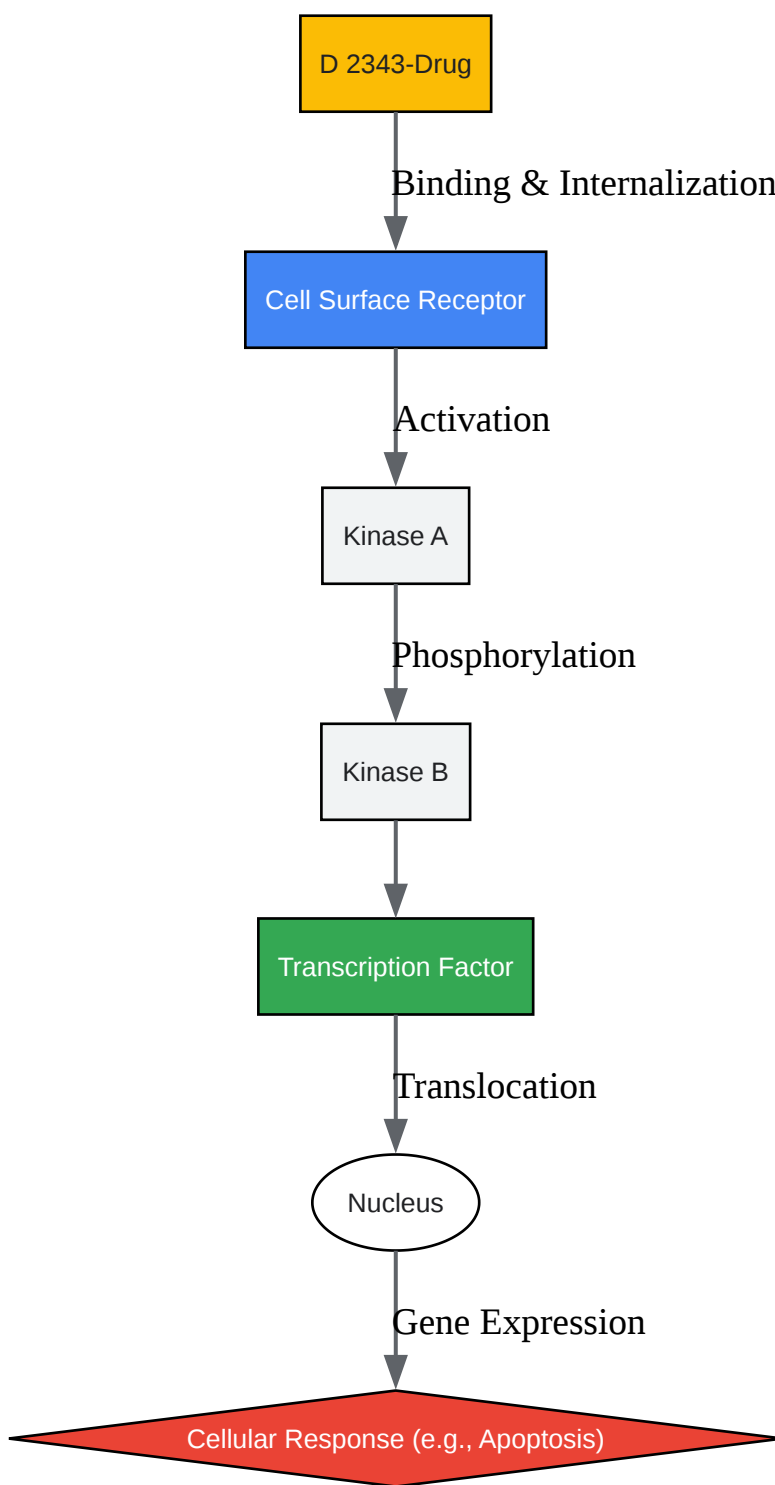 D 2343-Drug
Binding & Internalization
Cell Surface Receptor
Activation
Kinase A
Phosphorylation
Kinase B
Transcription Factor
Translocation
Nucleus
Gene Expression
Cellular Response (e.g., Apoptosis)